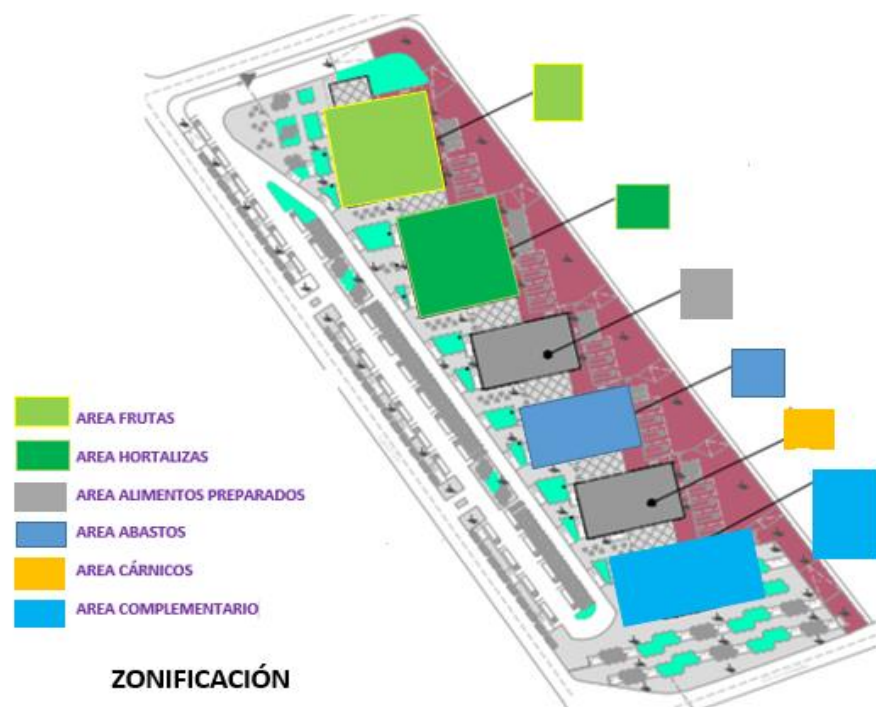 AREA FRUTAS
AREA HORTALIZAS
AREA ALIMENTOS PREPARADOS
AREA ABASTOS
AREA CÁRNICOS
AREA COMPLEMENTARIO
ZONIFICACIÓN